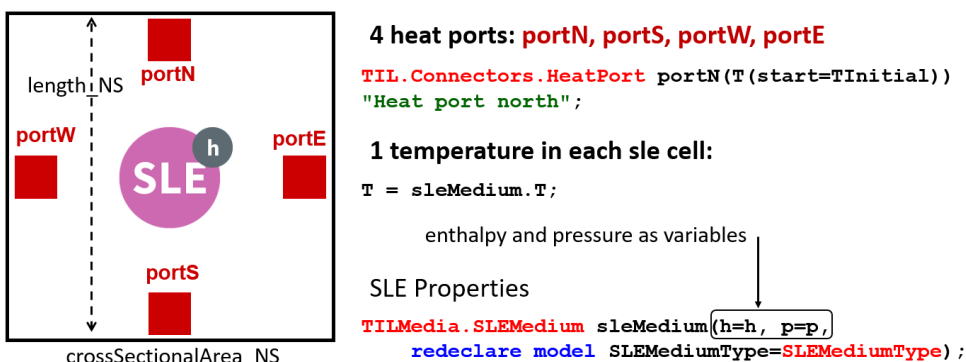 portN
length_NS
portW
portE
h
SLE
portS
crossSectionalArea_NS
4 heat ports: portN, portS, portW, portE
TIL.Connectors.HeatPort portN(T(start=TInitial))
"Heat port north";
1 temperature in each sle cell:
T = sleMedium.T;
enthalpy and pressure as variables
SLE Properties
TILMedia.SLEMedium sleMedium(h=h, p=p,
redeclare model SLEMediumType=SLEMediumType);